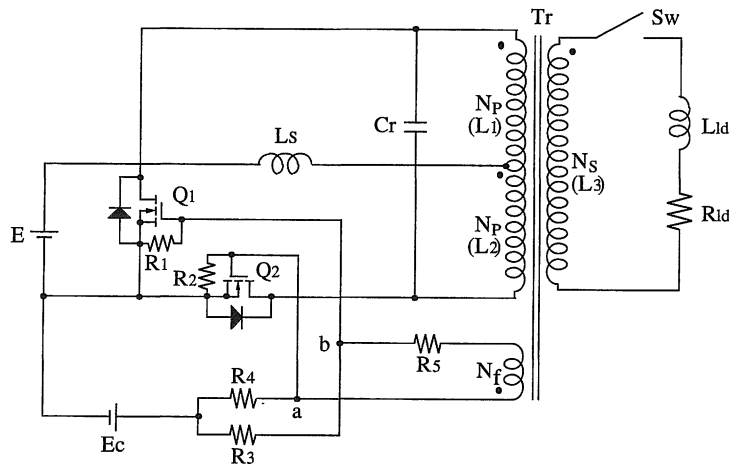 Tr
Sw
NP
(L1)
Cr
Ls
Lld
NS
(L3)
Q1
Rld
E
R1
R2
Q2
NP
(L2)
b
R5
Nf
R4
a
Ec
R3